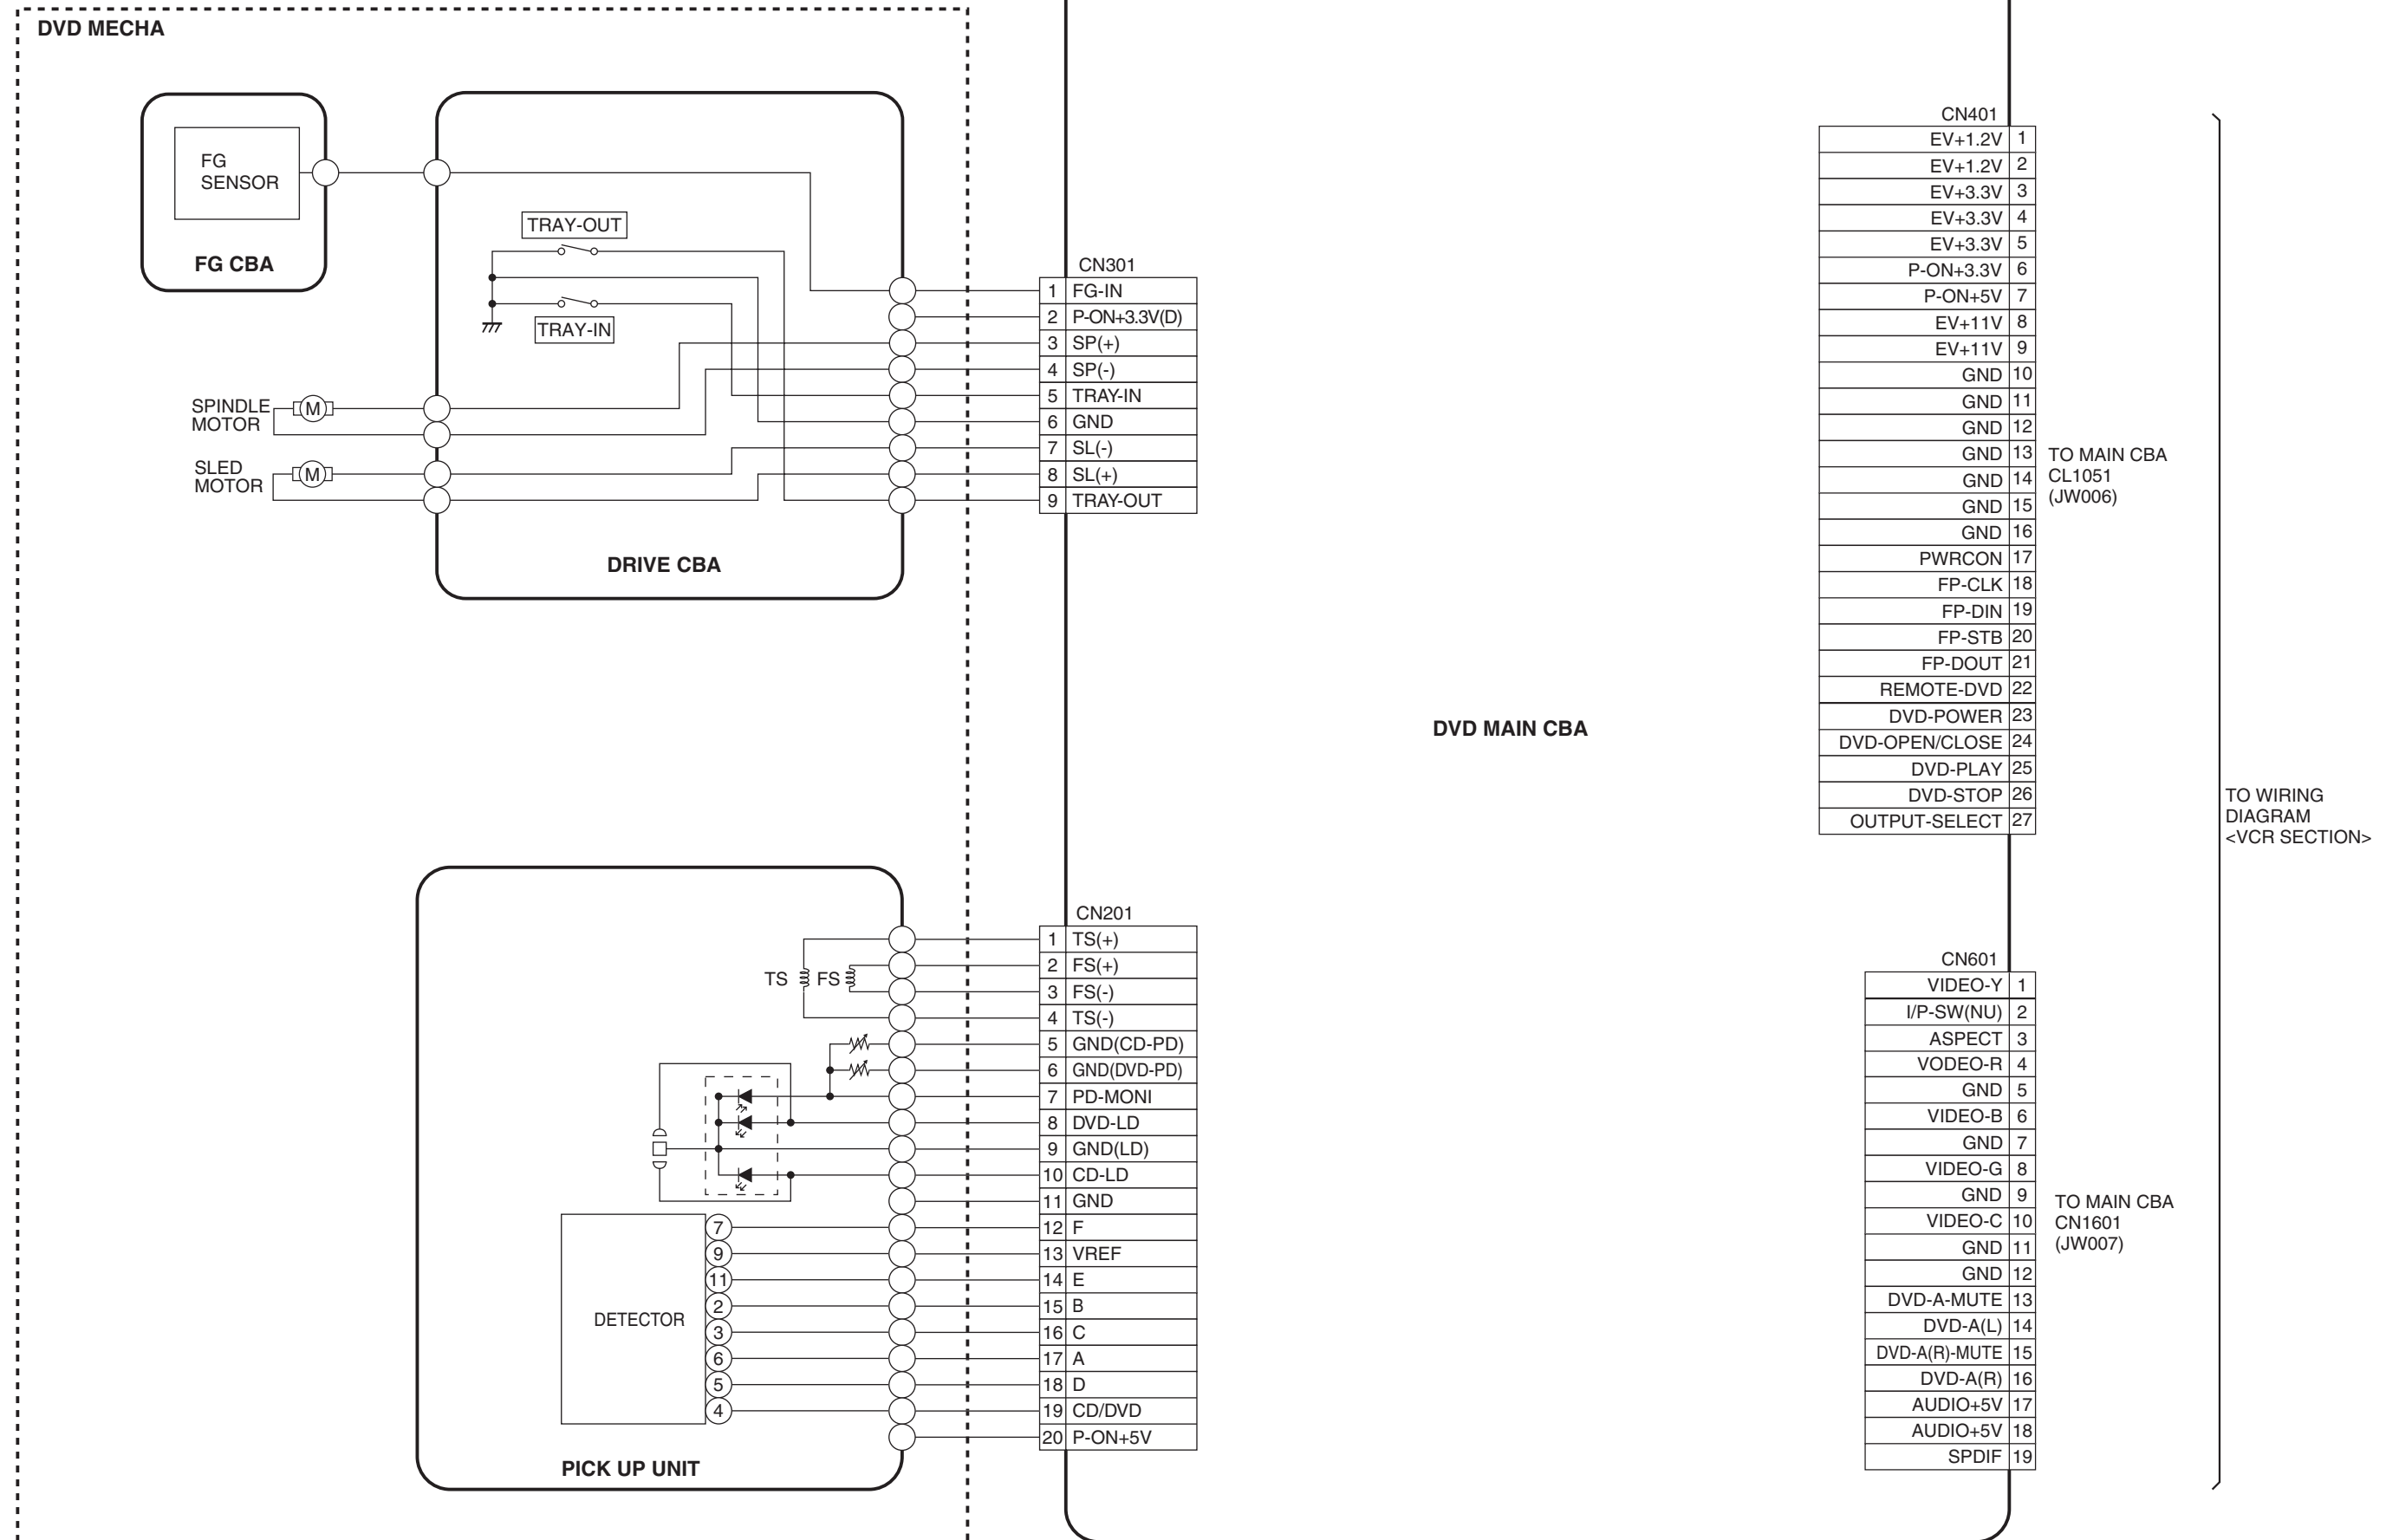 DVD MECHA
FG
SENSOR
FG CBA
TRAY-OUT
TRAY-IN
SPINDLE
MOTOR
M
SLED
MOTOR
M
DRIVE CBA
CN301
1 FG-IN
2 P-ON+3.3V(D)
3 SP(+)
4 SP(-)
5 TRAY-IN
6 GND
7 SL(-)
8 SL(+)
9 TRAY-OUT
TS FS
DETECTOR
7
9
11
2
3
6
5
4
PICK UP UNIT
CN201
1 TS(+)
2 FS(+)
3 FS(-)
4 TS(-)
5 GND(CD-PD)
6 GND(DVD-PD)
7 PD-MONI
8 DVD-LD
9 GND(LD)
10 CD-LD
11 GND
12 F
13 VREF
14 E
15 B
16 C
17 A
18 D
19 CD/DVD
20 P-ON+5V
DVD MAIN CBA
CN401
EV+1.2V 1
EV+1.2V 2
EV+3.3V 3
EV+3.3V 4
EV+3.3V 5
P-ON+3.3V 6
P-ON+5V 7
EV+11V 8
EV+11V 9
GND 10
GND 11
GND 12
GND 13
GND 14
GND 15
GND 16
PWRCON 17
FP-CLK 18
FP-DIN 19
FP-STB 20
FP-DOUT 21
REMOTE-DVD 22
DVD-POWER 23
DVD-OPEN/CLOSE 24
DVD-PLAY 25
DVD-STOP 26
OUTPUT-SELECT 27
TO MAIN CBA
CL1051
(JW006)
CN601
VIDEO-Y 1
I/P-SW(NU) 2
ASPECT 3
VODEO-R 4
GND 5
VIDEO-B 6
GND 7
VIDEO-G 8
GND 9
VIDEO-C 10
GND 11
GND 12
DVD-A-MUTE 13
DVD-A(L) 14
DVD-A(R)-MUTE 15
DVD-A(R) 16
AUDIO+5V 17
AUDIO+5V 18
SPDIF 19
TO MAIN CBA
CN1601
(JW007)
TO WIRING
DIAGRAM
<VCR SECTION>